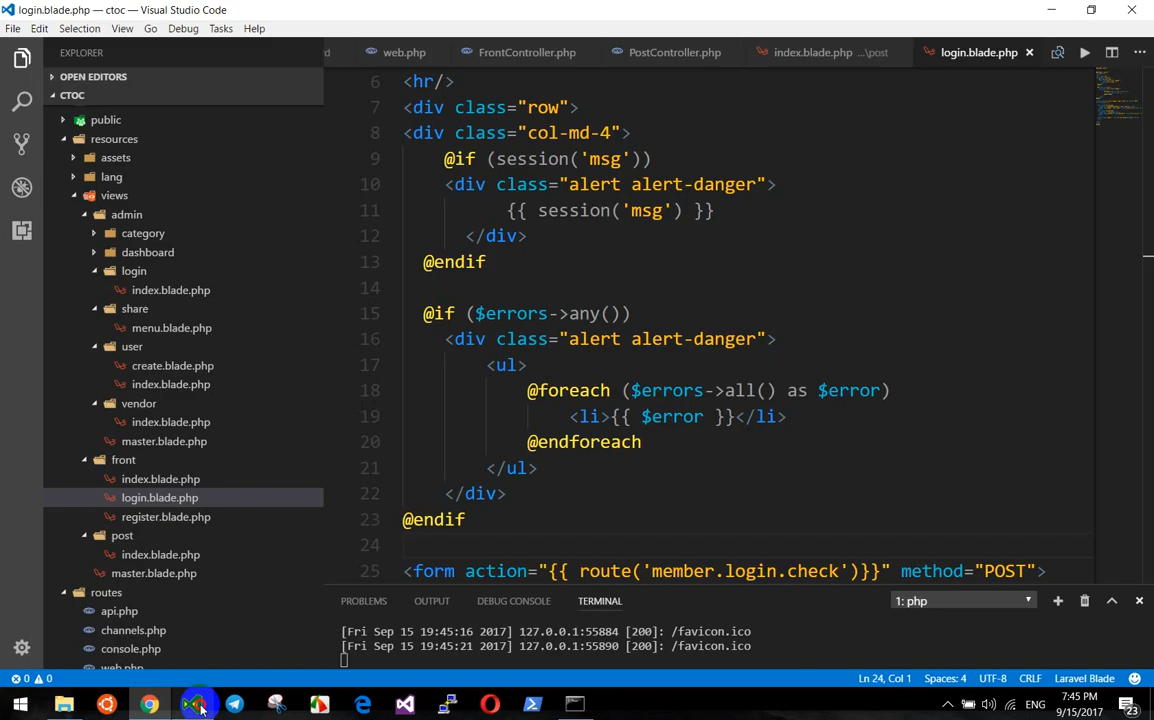 login.blade.php — ctoc — Visual Studio Code
File Edit Selection View Go Debug Tasks Help
EXPLORER
OPEN EDITORS
CTOC
public
resources
assets
lang
views
admin
category
dashboard
login
index.blade.php
share
menu.blade.php
user
create.blade.php
index.blade.php
vendor
index.blade.php
master.blade.php
front
index.blade.php
login.blade.php
register.blade.php
post
index.blade.php
master.blade.php
routes
api.php
channels.php
console.php
web.php
web.php FrontController.php PostController.php index.blade.php ...\post login.blade.php
6 <hr/>
7 <div class="row">
8 <div class="col-md-4">
9 @if (session('msg'))
10 <div class="alert alert-danger">
11 {{ session('msg') }}
12 </div>
13 @endif
14
15 @if ($errors->any())
16 <div class="alert alert-danger">
17 <ul>
18 @foreach ($errors->all() as $error)
19 <li>{{ $error }}</li>
20 @endforeach
21 </ul>
22 </div>
23 @endif
24
25 <form action="{{ route('member.login.check')}}" method="POST">
PROBLEMS OUTPUT DEBUG CONSOLE TERMINAL 1: php
[Fri Sep 15 19:45:16 2017] 127.0.0.1:55884 [200]: /favicon.ico
[Fri Sep 15 19:45:21 2017] 127.0.0.1:55890 [200]: /favicon.ico
0 0 Ln 24, Col 1 Spaces: 4 UTF-8 CRLF Laravel Blade
ENG 7:45 PM
9/15/2017 23